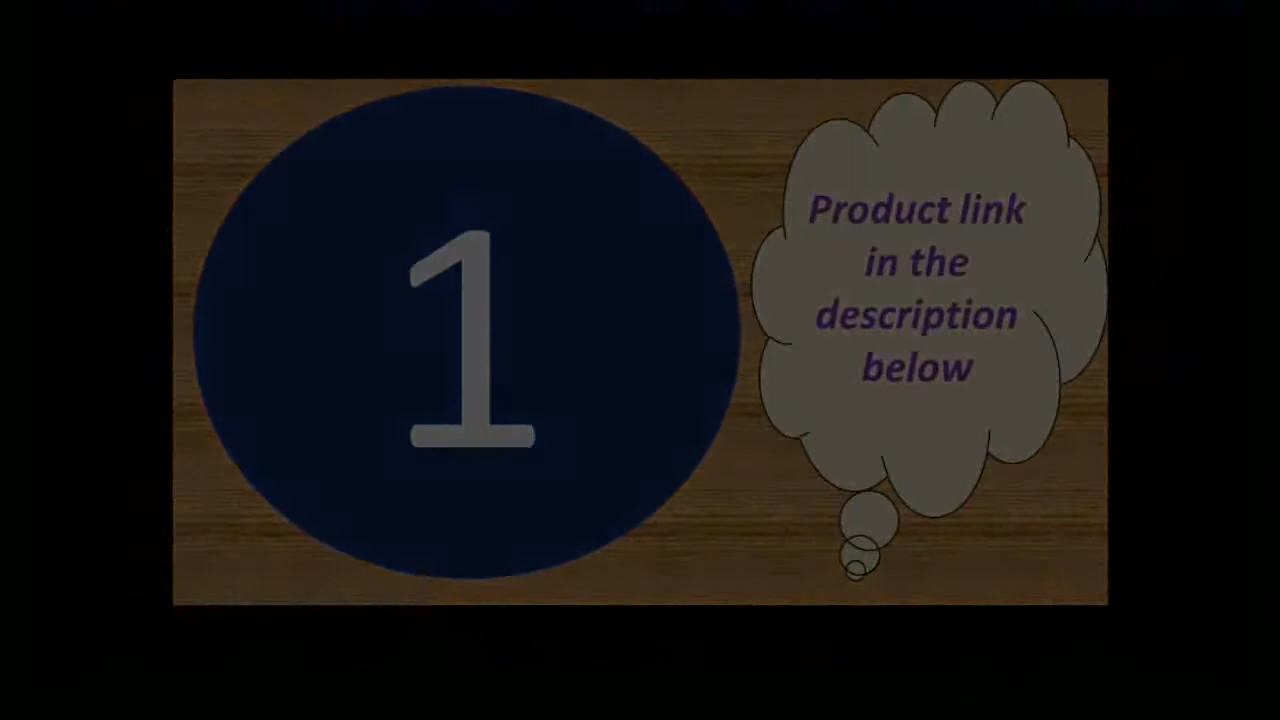 1
Product link
in the
description
below